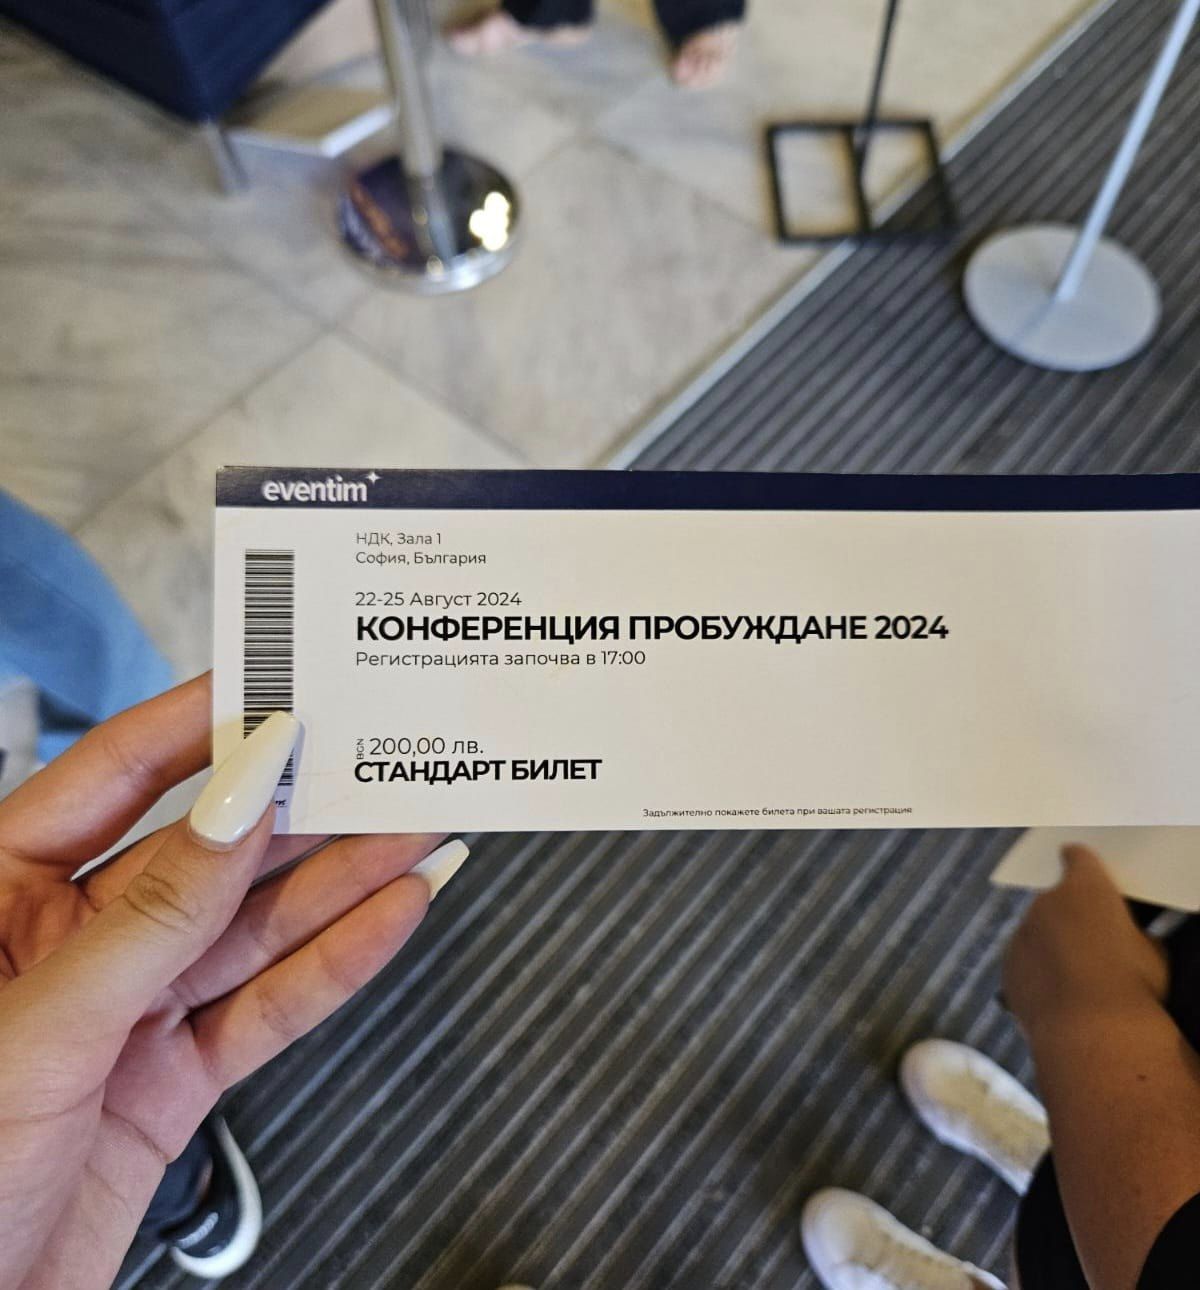 eventim
НДК, Зала 1
София, България
22-25 Август 2024
КОНФЕРЕНЦИЯ ПРОБУЖДАНЕ 2024
Регистрацията започва в 17:00
BGN 200,00 лв.
СТАНДАРТ БИЛЕТ
Задължително покажете билета при вашата регистрация